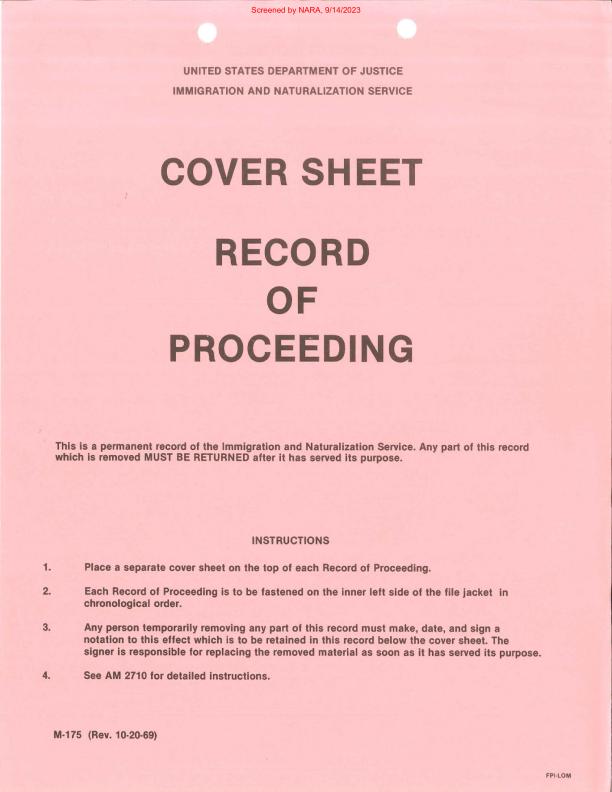 Screened by NARA, 9/14/2023
UNITED STATES DEPARTMENT OF JUSTICE
IMMIGRATION AND NATURALIZATION SERVICE
COVER SHEET
RECORD
OF
PROCEEDING
This is a permanent record of the Immigration and Naturalization Service. Any part of this record
which is removed MUST BE RETURNED after it has served its purpose.
INSTRUCTIONS
1. Place a separate cover sheet on the top of each Record of Proceeding.
2. Each Record of Proceeding is to be fastened on the inner left side of the file jacket in
chronological order.
3. Any person temporarily removing any part of this record must make, date, and sign a
notation to this effect which is to be retained in this record below the cover sheet. The
signer is responsible for replacing the removed material as soon as it has served its purpose.
4. See AM 2710 for detailed instructions.
M-175 (Rev. 10-20-69)
FPI-LOM